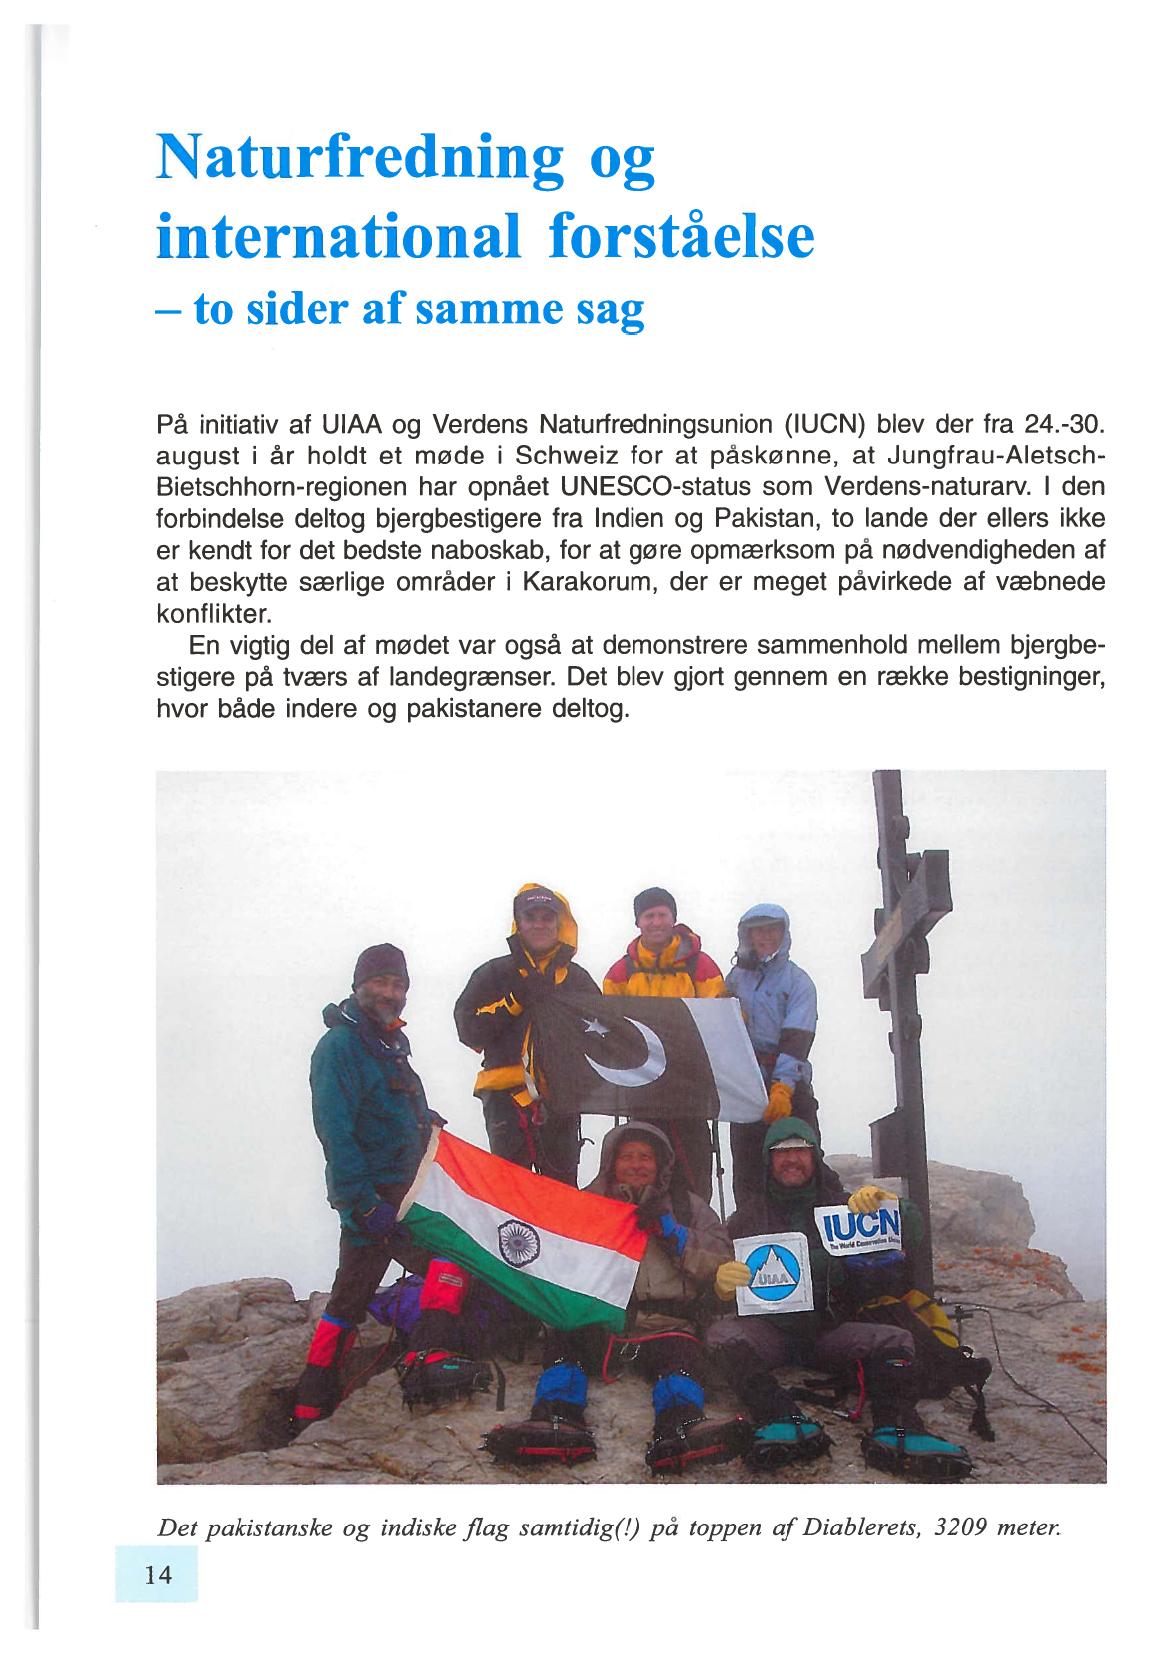 Naturfredning og
international forståelse
– to sider af samme sag
På initiativ af UIAA og Verdens Naturfredningsunion (IUCN) blev der fra 24.-30.
august i år holdt et møde i Schweiz for at påskønne, at Jungfrau-Aletsch-
Bietschhorn-regionen har opnået UNESCO-status som Verdens-naturarv. I den
forbindelse deltog bjergbestigere fra Indien og Pakistan, to lande der ellers ikke
er kendt for det bedste naboskab, for at gøre opmærksom på nødvendigheden af
at beskytte særlige områder i Karakorum, der er meget påvirkede af væbnede
konflikter.
En vigtig del af mødet var også at demonstrere sammenhold mellem bjergbe-
stigere på tværs af landegrænser. Det blev gjort gennem en række bestigninger,
hvor både indere og pakistanere deltog.
IUCN
The World Conservation Union
UIAA
Det pakistanske og indiske flag samtidig(!) på toppen af Diablerets, 3209 meter.
14